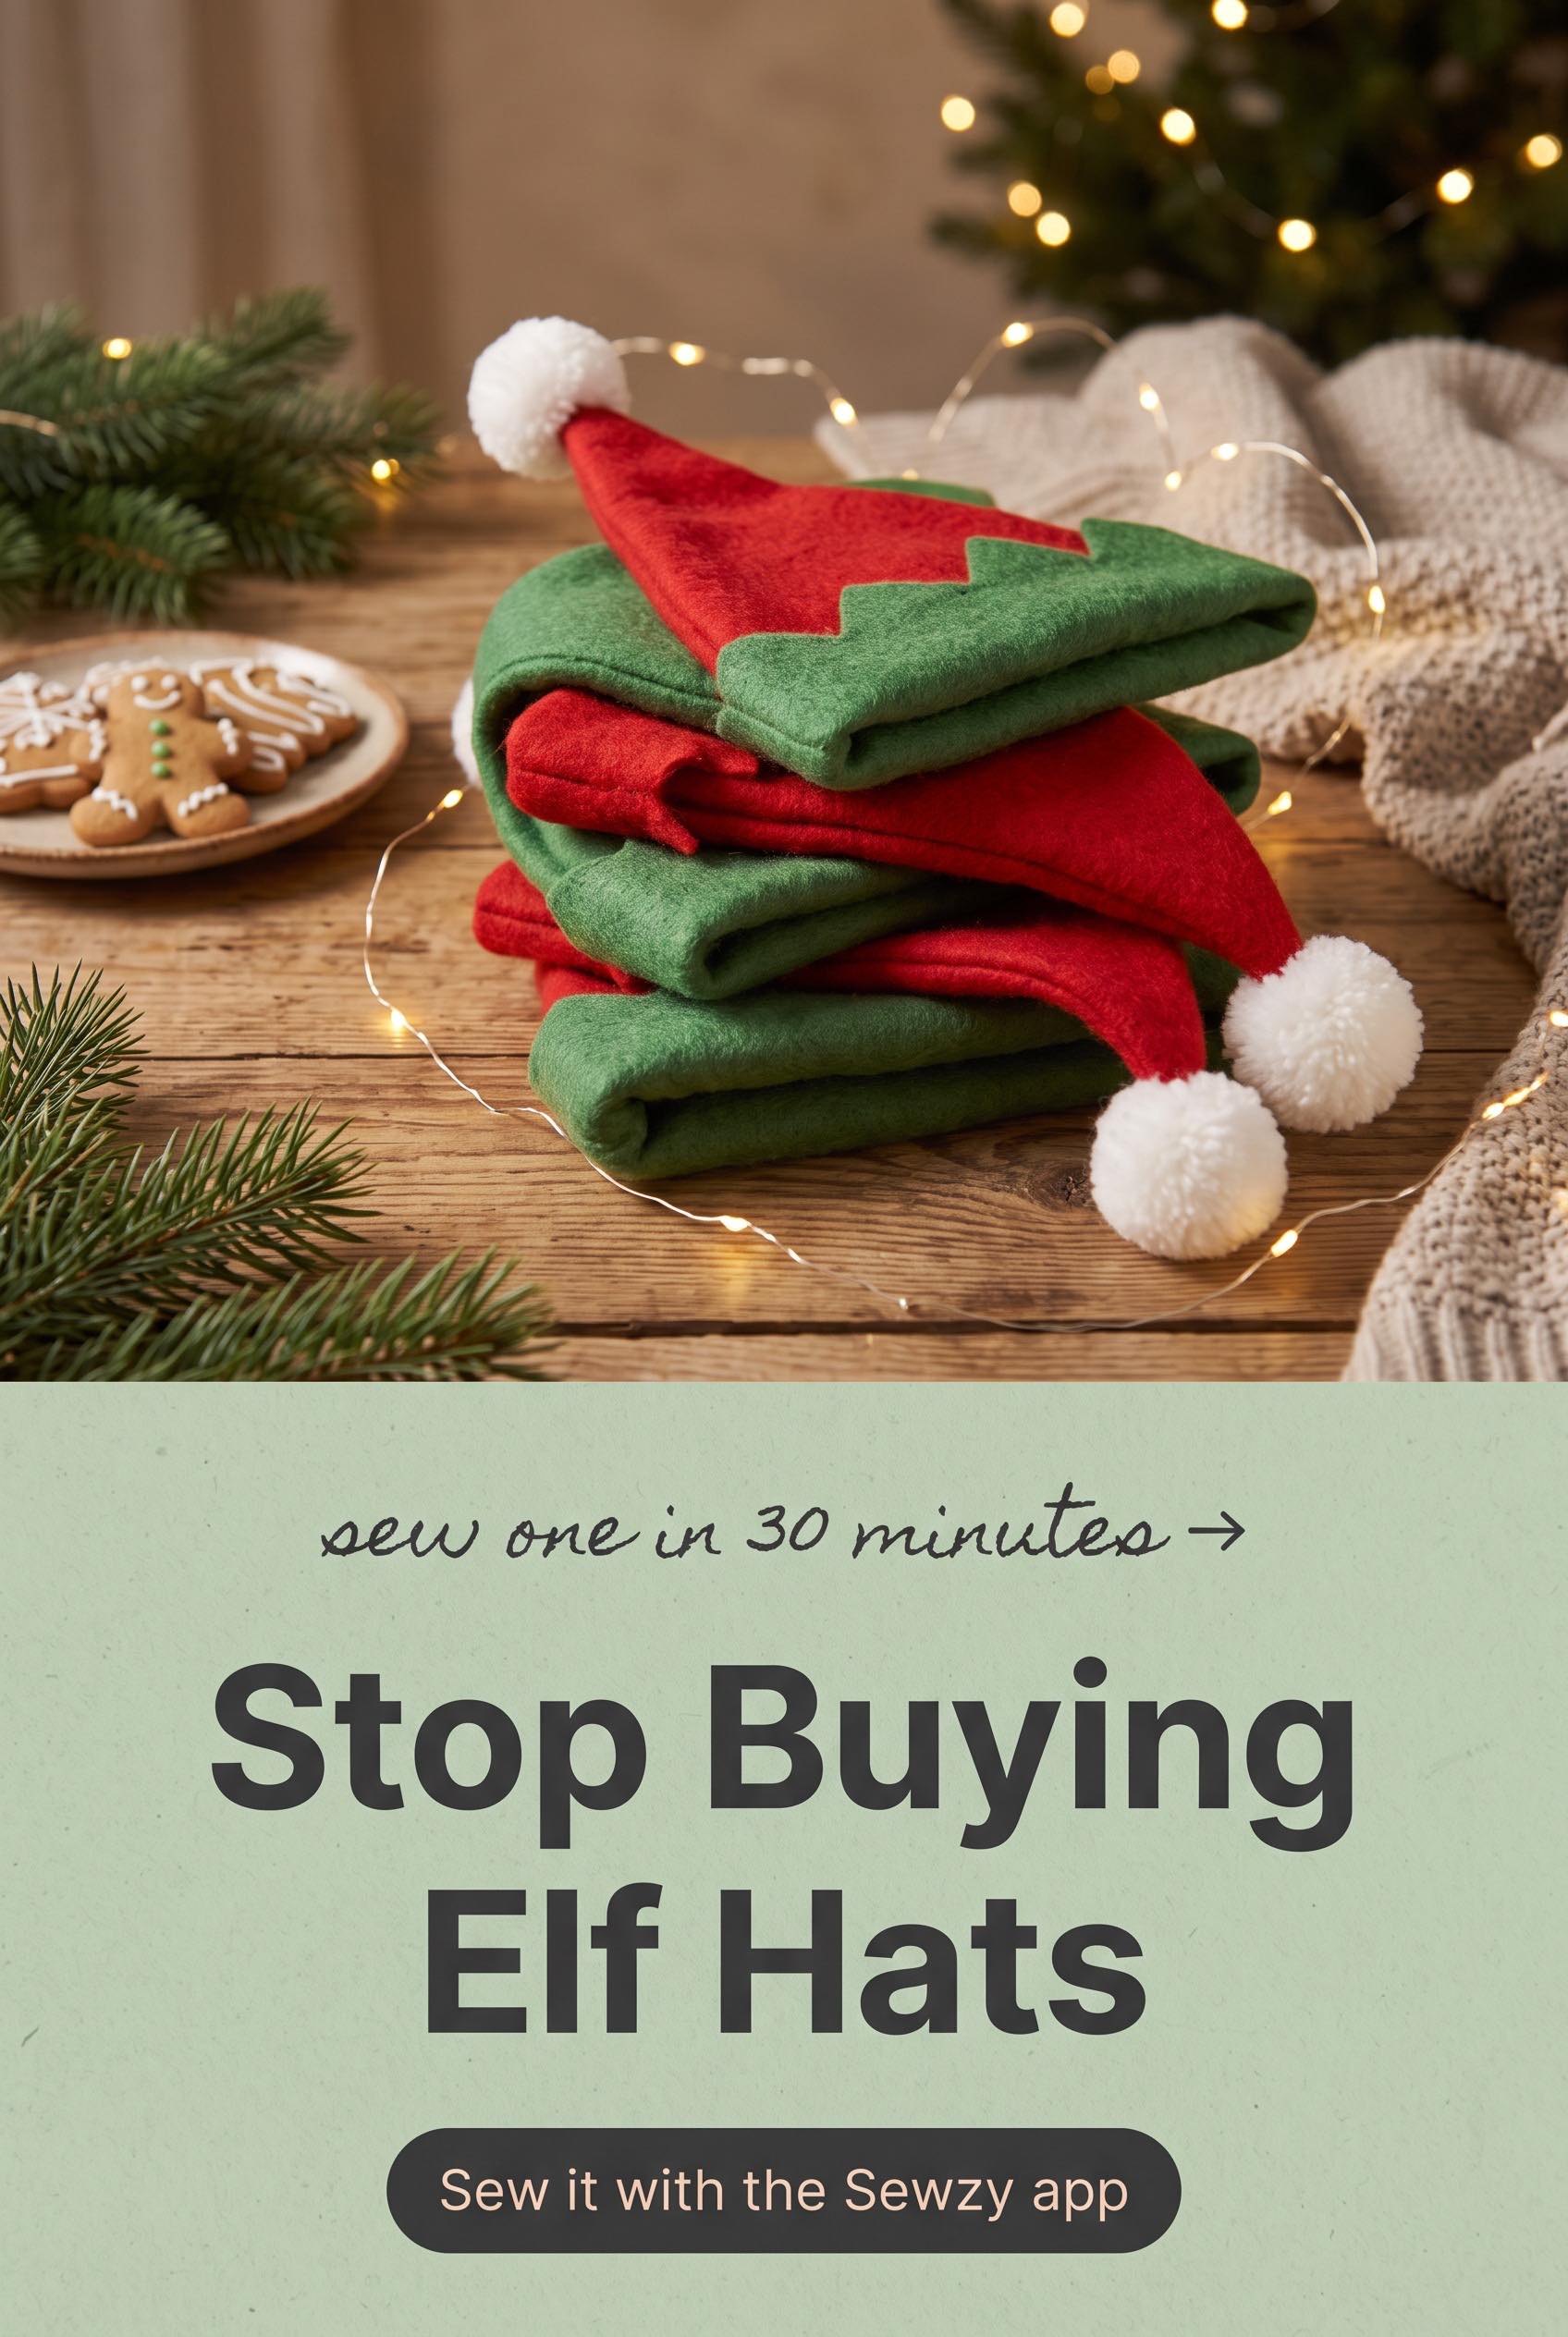 sew one in 30 minutes →
Stop Buying
Elf Hats
Sew it with the Sewzy app